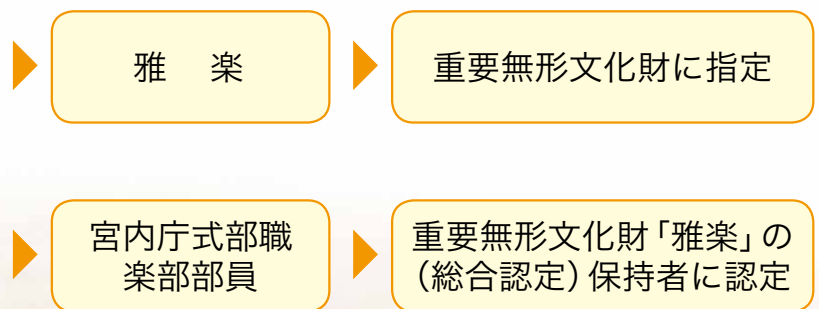 雅　楽
重要無形文化財に指定
宮内庁式部職
楽部部員
重要無形文化財「雅楽」の
（総合認定）保持者に認定